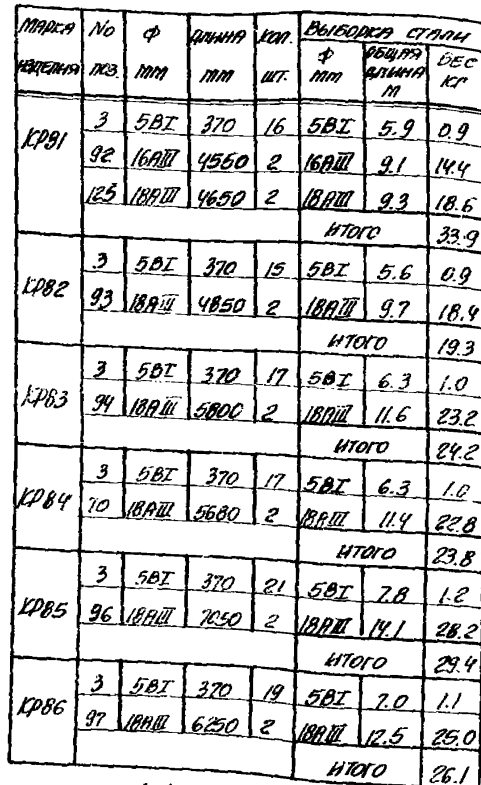 МАРКА ИЗДЕЛИЯ № ПОЗ. Ф ММ ДЛИНА ММ КОЛ. ШТ. ВЫБОРКА СТАЛИ
Ф ММ ОБЩАЯ ДЛИНА М ВЕС КГ
КР81 3 5ВI 370 16 5ВI 5.9 0.9
92 16АIII 4560 2 16АIII 9.1 14.4
125 18АIII 4650 2 18АIII 9.3 18.6
ИТОГО 33.9
КР82 3 5ВI 370 15 5ВI 5.6 0.9
93 18АIII 4850 2 18АIII 9.7 18.4
ИТОГО 19.3
КР83 3 5ВI 370 17 5ВI 6.3 1.0
94 18АIII 5800 2 18АIII 11.6 23.2
ИТОГО 24.2
КР84 3 5ВI 370 17 5ВI 6.3 1.0
70 18АIII 5680 2 18АIII 11.4 22.8
ИТОГО 23.8
КР85 3 5ВI 370 21 5ВI 7.8 1.2
96 18АIII 7050 2 18АIII 14.1 28.2
ИТОГО 29.4
КР86 3 5ВI 370 19 5ВI 7.0 1.1
97 18АIII 6250 2 18АIII 12.5 25.0
ИТОГО 26.1